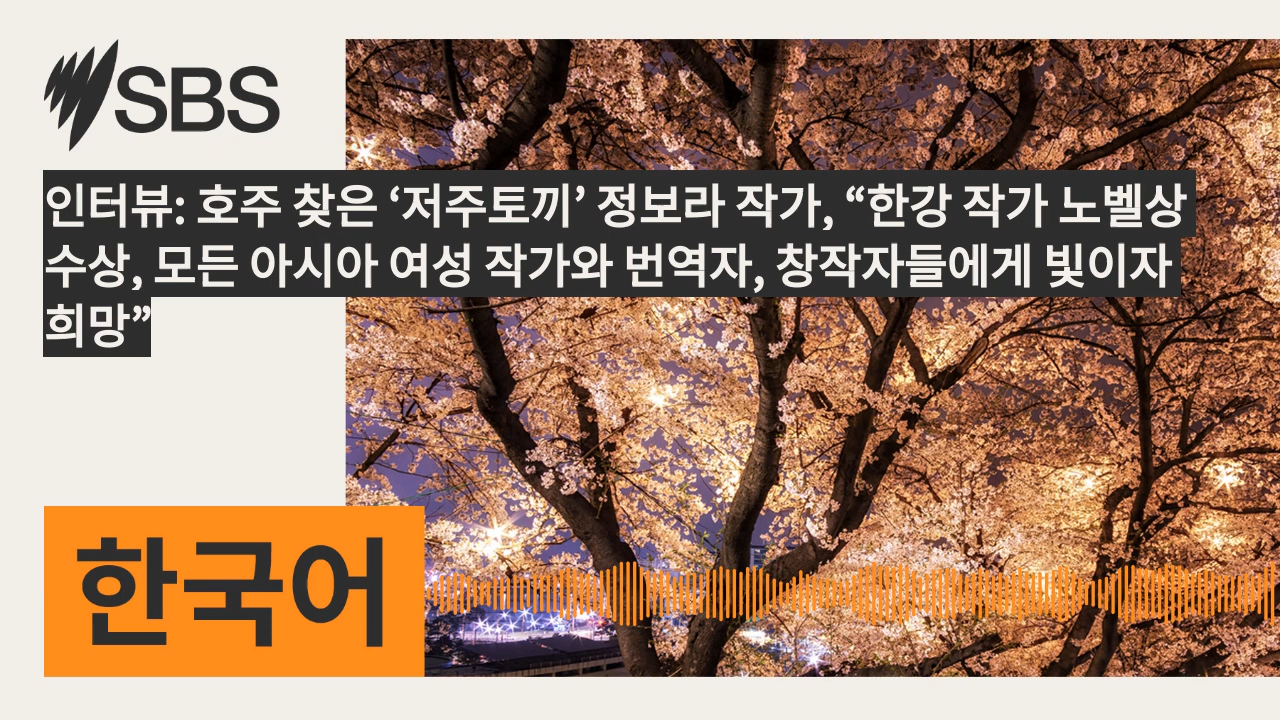 SBS
인터뷰: 호주 찾은 ‘저주토끼’ 정보라 작가, “한강 작가 노벨상
수상, 모든 아시아 여성 작가와 번역자, 창작자들에게 빛이자
희망”
한국어